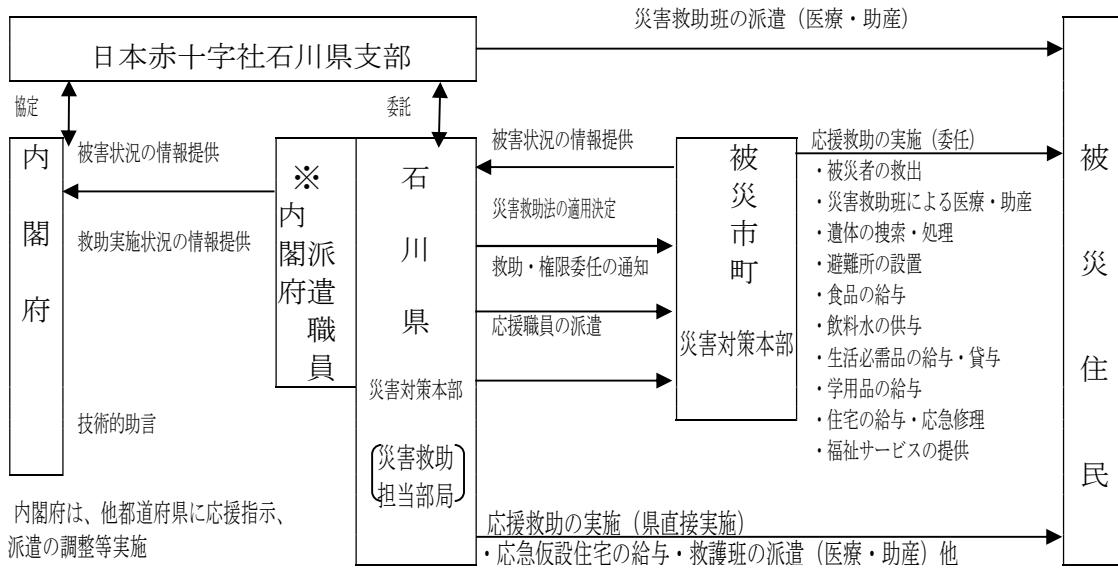 災害救助班の派遣（医療・助産）
日本赤十字社石川県支部
協定
委託
内閣府
被害状況の情報提供
救助実施状況の情報提供
技術的助言
※内閣府派遣職員
石川県
災害対策本部
災害救助
担当部局
被害状況の情報提供
災害救助法の適用決定
救助・権限委任の通知
応援職員の派遣
被災市町
災害対策本部
応援救助の実施（委任）
・被災者の救出
・災害救助班による医療・助産
・遺体の捜索・処理
・避難所の設置
・食品の給与
・飲料水の供与
・生活必需品の給与・貸与
・学用品の給与
・住宅の給与・応急修理
・福祉サービスの提供
被災住民
内閣府は、他都道府県に応援指示、
派遣の調整等実施
応援救助の実施（県直接実施）
・応急仮設住宅の給与・救護班の派遣（医療・助産）他